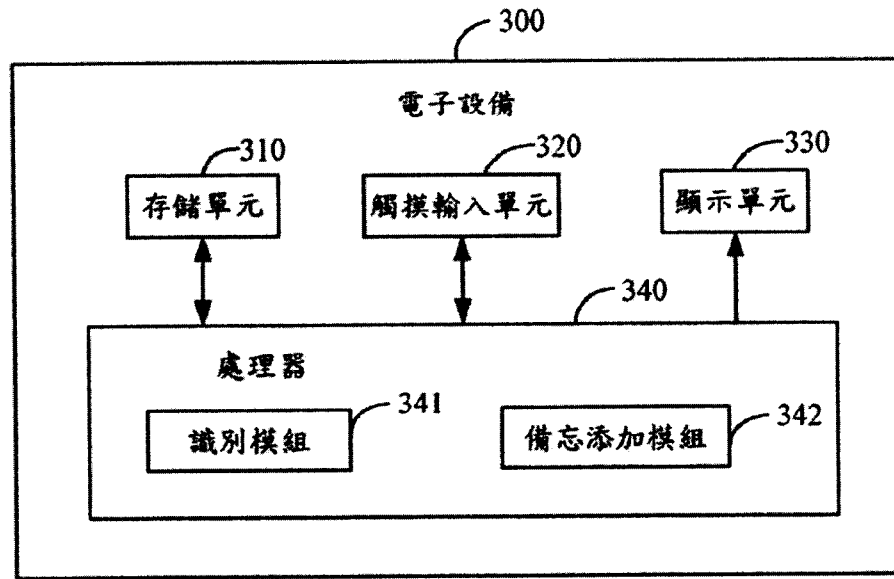 300
電子設備
310
320
330
存儲單元
觸摸輸入單元
顯示單元
340
處理器
341
342
識別模組
備忘添加模組